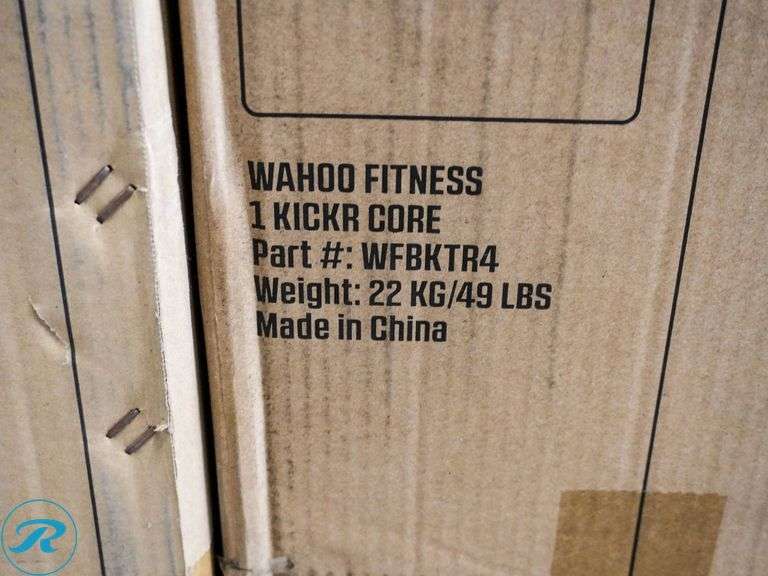 WAHOO FITNESS
1 KICKR CORE
Part #: WFBKTR4
Weight: 22 KG/49 LBS
Made in China
R